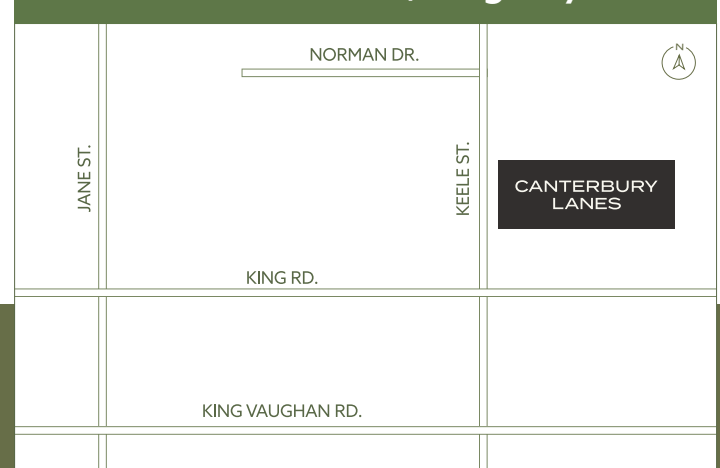 NORMAN DR.
N
JANE ST.
KEELE ST.
CANTERBURY
LANES
KING RD.
KING VAUGHAN RD.